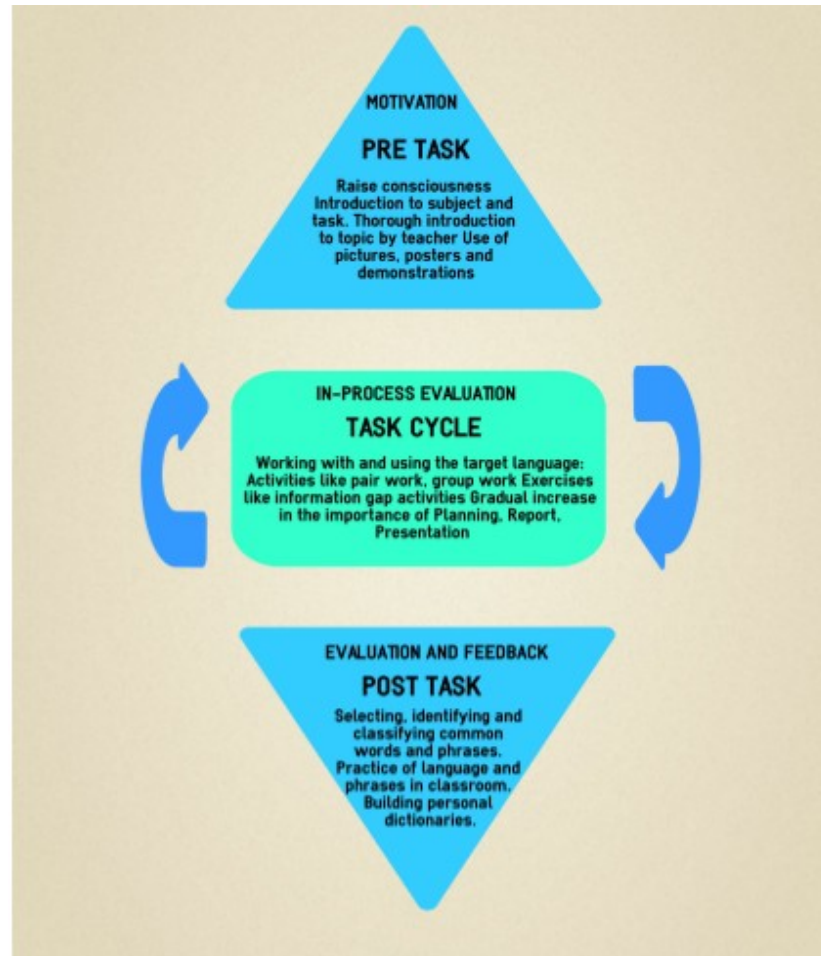 MOTIVATION
PRE TASK
Raise consciousness
Introduction to subject and
task. Thorough introduction
to topic by teacher Use of
pictures, posters and
demonstrations
IN-PROCESS EVALUATION
TASK CYCLE
Working with and using the target language:
Activities like pair work, group work Exercises
like information gap activities Gradual increase
in the importance of Planning, Report,
Presentation
EVALUATION AND FEEDBACK
POST TASK
Selecting, identifying and
classifying common
words and phrases.
Practice of language and
phrases in classroom.
Building personal
dictionaries.